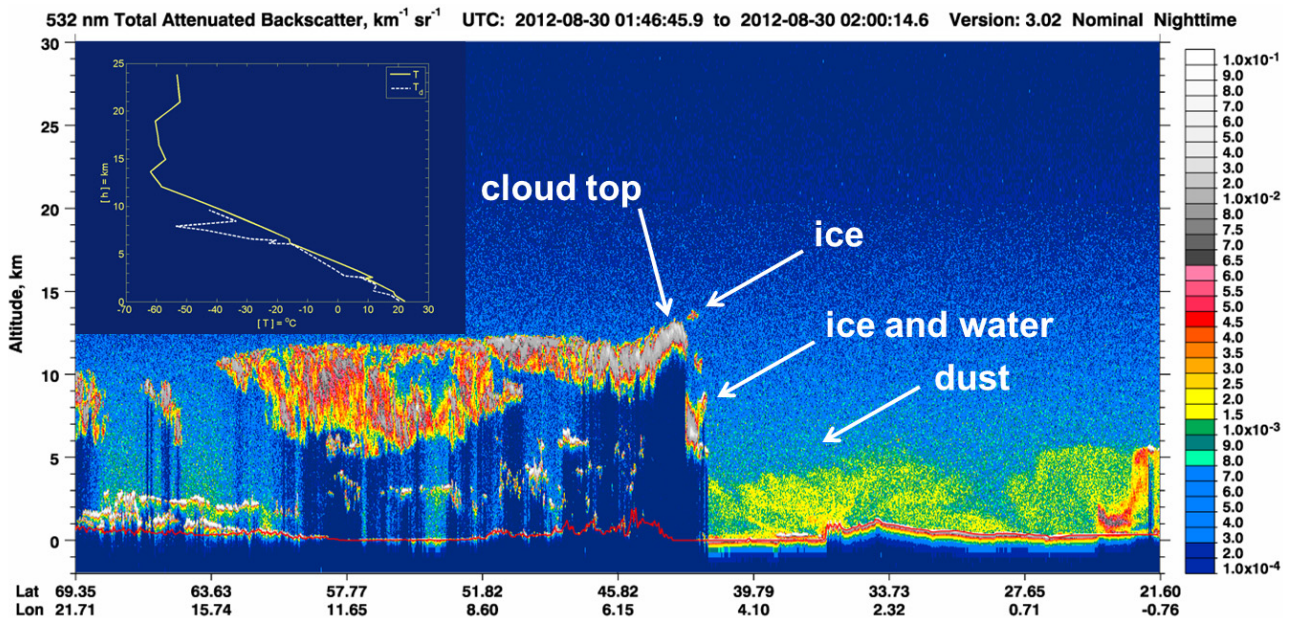 532 nm Total Attenuated Backscatter, km⁻¹ sr⁻¹ UTC: 2012-08-30 01:46:45.9 to 2012-08-30 02:00:14.6 Version: 3.02 Nominal Nighttime
30
25
20
15
10
5
0
Altitude, km
25
20
15
10
5
0
[ h ] = km
-70 -60 -50 -40 -30 -20 -10 0 10 20 30
[ T ] = °C
T
T_d
cloud top
ice
ice and water
dust
1.0x10⁻¹
9.0
8.0
7.0
6.0
5.0
4.0
3.0
2.0
1.0x10⁻²
8.0
7.5
7.0
6.5
6.0
5.5
5.0
4.5
4.0
3.5
3.0
2.5
2.0
1.5
1.0x10⁻³
9.0
8.0
7.0
6.0
5.0
4.0
3.0
2.0
1.0x10⁻⁴
Lat 69.35 63.63 57.77 51.82 45.82 39.79 33.73 27.65 21.60
Lon 21.71 15.74 11.65 8.60 6.15 4.10 2.32 0.71 -0.76